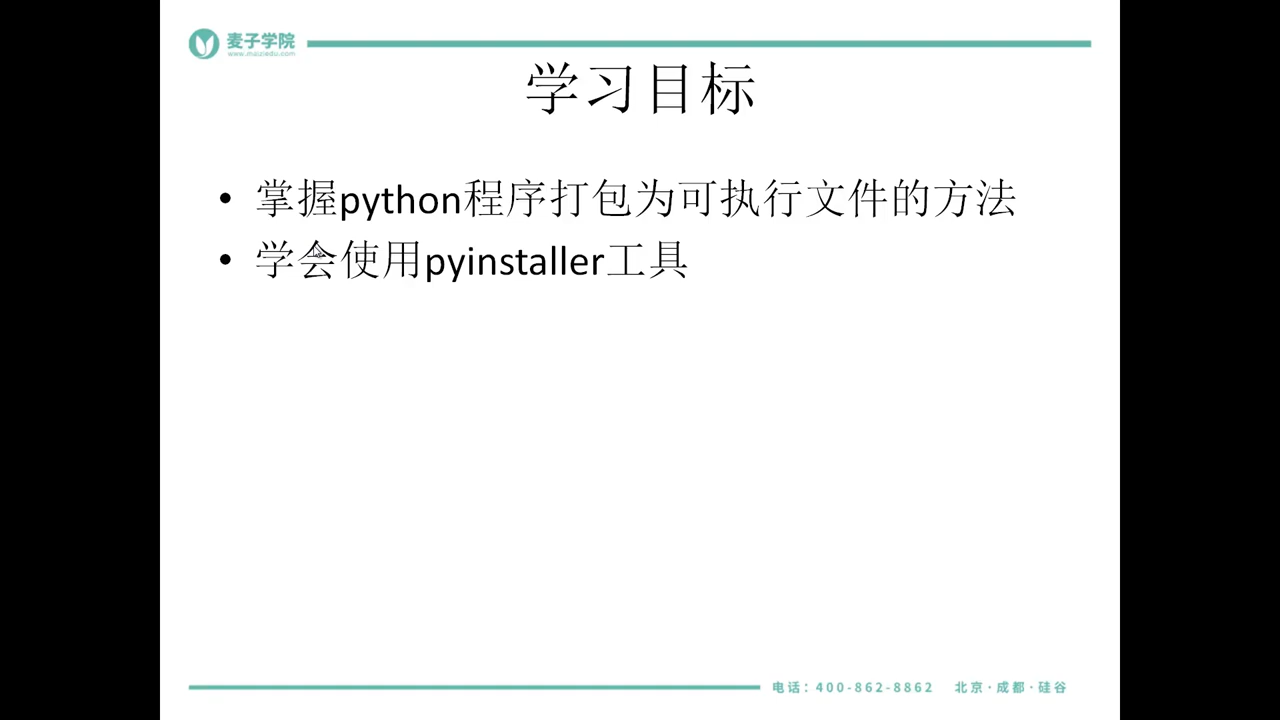 麦子学院
www.maiziedu.com
学习目标
• 掌握python程序打包为可执行文件的方法
• 学会使用pyinstaller工具
电话：400-862-8862 北京·成都·硅谷